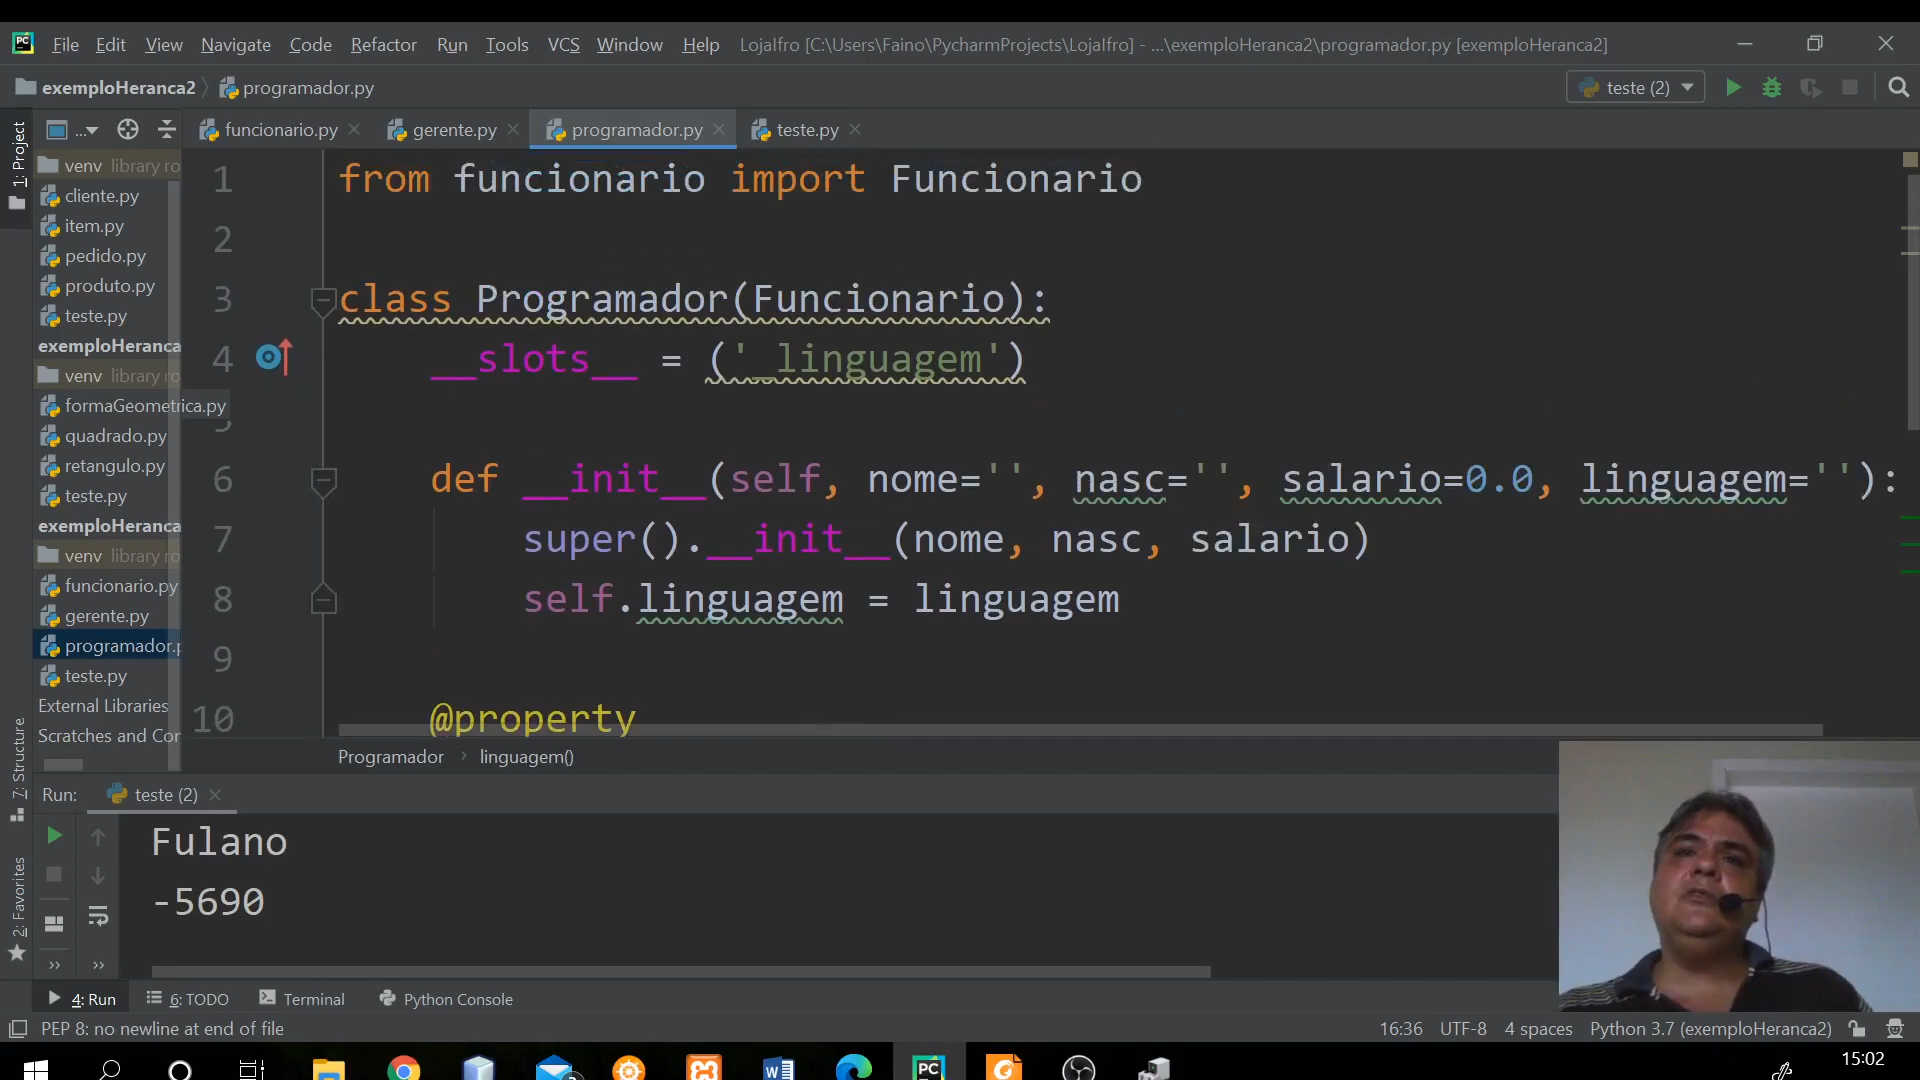 PC File Edit View Navigate Code Refactor Run Tools VCS Window Help LojaIfro [C:\Users\Faino\PycharmProjects\LojaIfro] - ...\exemploHeranca2\programador.py [exemploHeranca2]
exemploHeranca2 programador.py teste (2)
1: Project
...
funcionario.py gerente.py programador.py teste.py
venv library ro
cliente.py
item.py
pedido.py
produto.py
teste.py
exemploHeranca
venv library ro
formaGeometrica.py
quadrado.py
retangulo.py
teste.py
exemploHeranca
venv library ro
funcionario.py
gerente.py
programador.p
teste.py
External Libraries
Scratches and Cor
1 from funcionario import Funcionario
2
3 class Programador(Funcionario):
4 __slots__ = ('_linguagem')
5
6 def __init__(self, nome='', nasc='', salario=0.0, linguagem=''):
7 super().__init__(nome, nasc, salario)
8 self.linguagem = linguagem
9
10 @property
Programador linguagem()
7: Structure
2: Favorites
Run: teste (2)
Fulano
-5690
4: Run 6: TODO Terminal Python Console
PEP 8: no newline at end of file 16:36 UTF-8 4 spaces Python 3.7 (exemploHeranca2)
PC
15:02